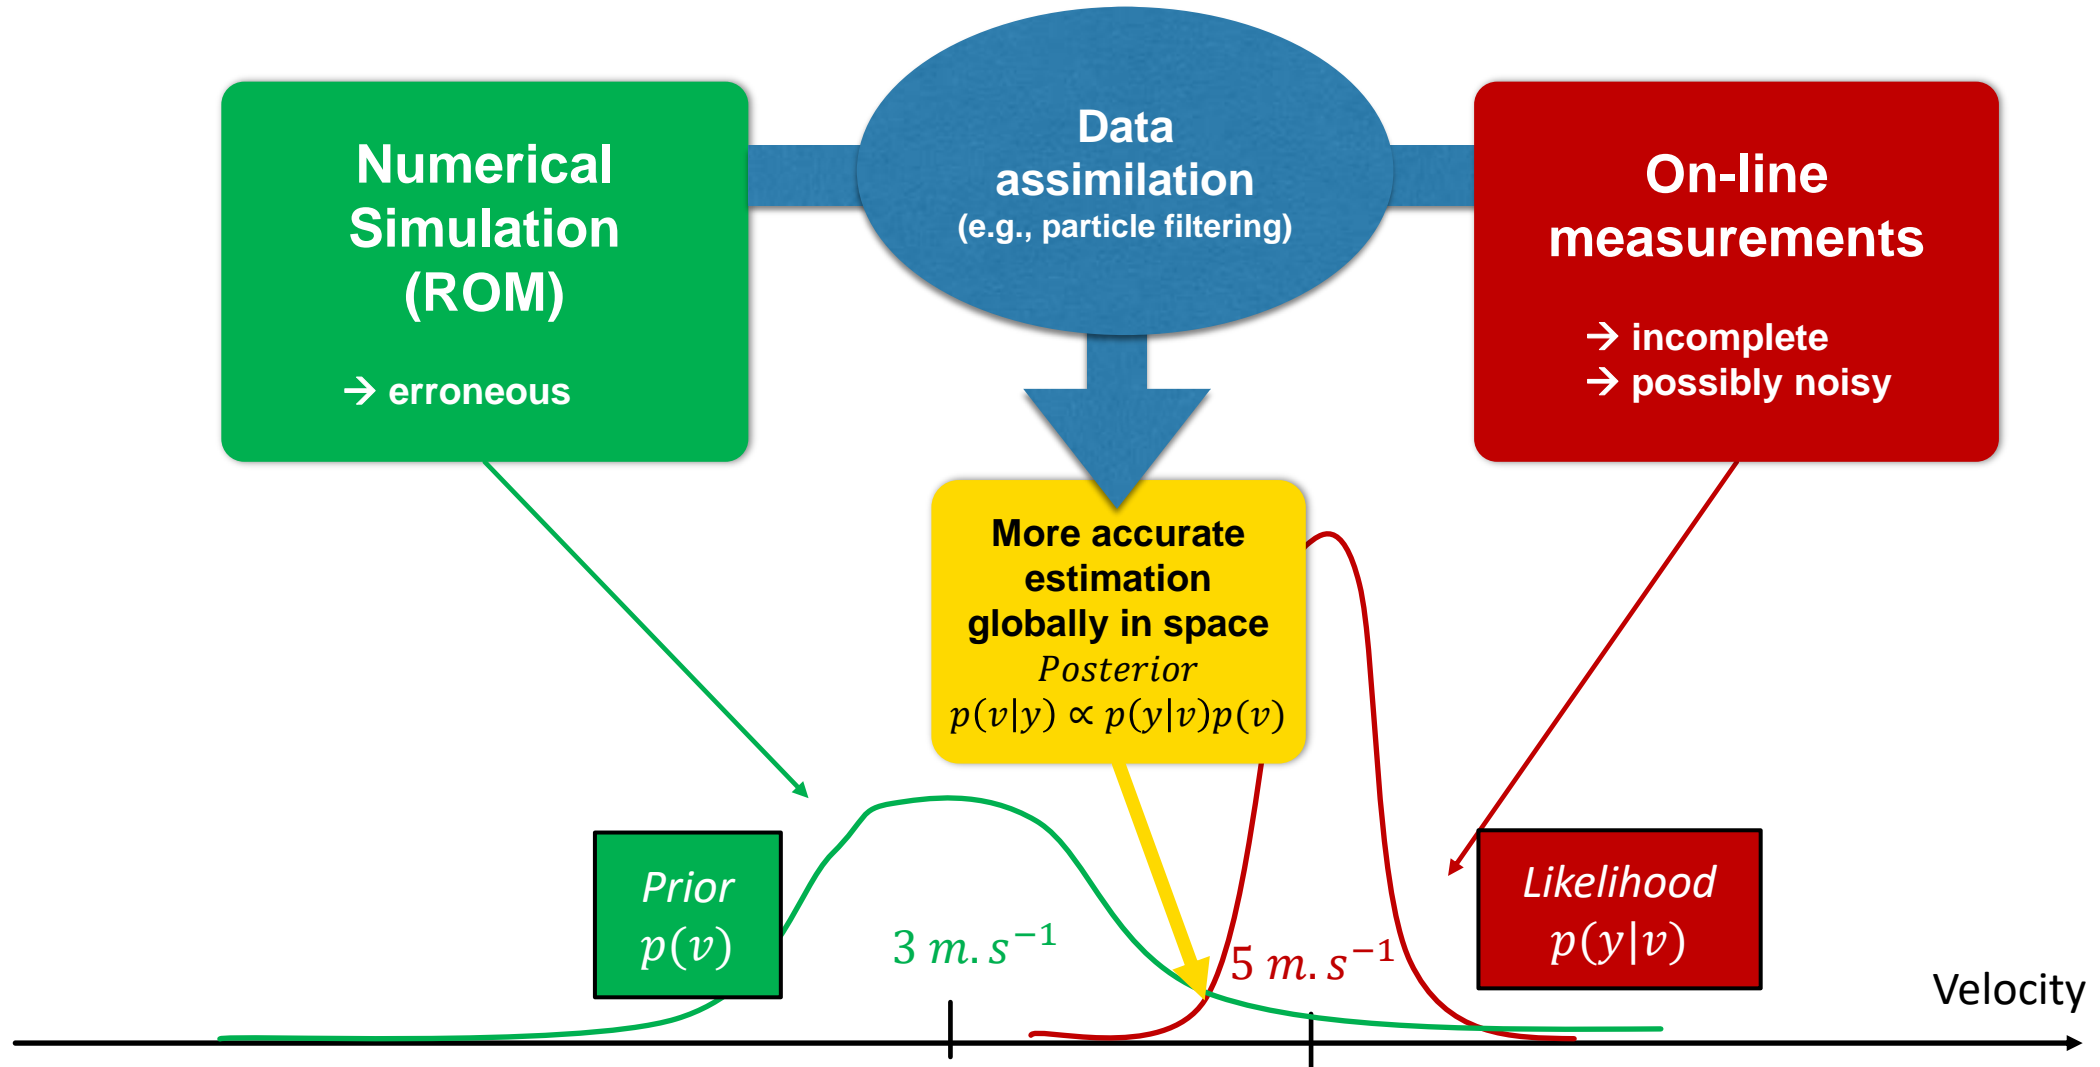 Numerical
Simulation
(ROM)
→ erroneous
Data
assimilation
(e.g., particle filtering)
On-line
measurements
→ incomplete
→ possibly noisy
More accurate
estimation
globally in space
Posterior
p(v|y) ∝ p(y|v)p(v)
Prior
p(v)
3 m.s⁻¹
5 m.s⁻¹
Likelihood
p(y|v)
Velocity